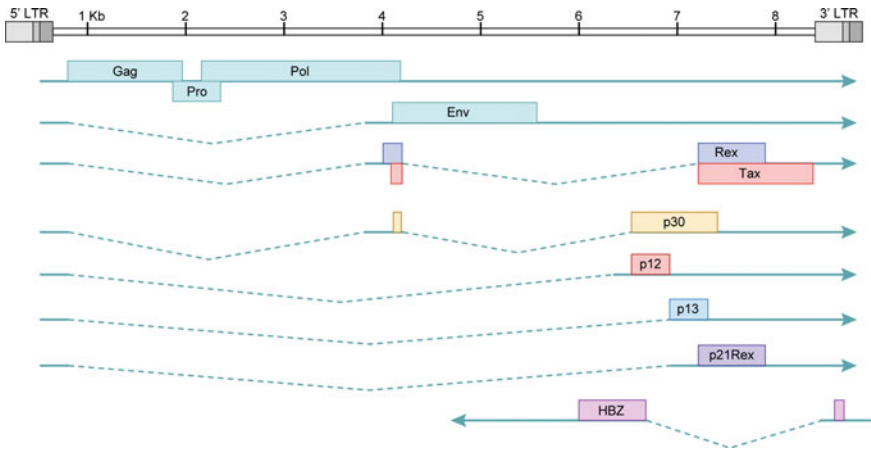 5' LTR 1 Kb 2 3 4 5 6 7 8 3' LTR
Gag Pol
Pro
Env
Rex
Tax
p30
p12
p13
p21Rex
HBZ